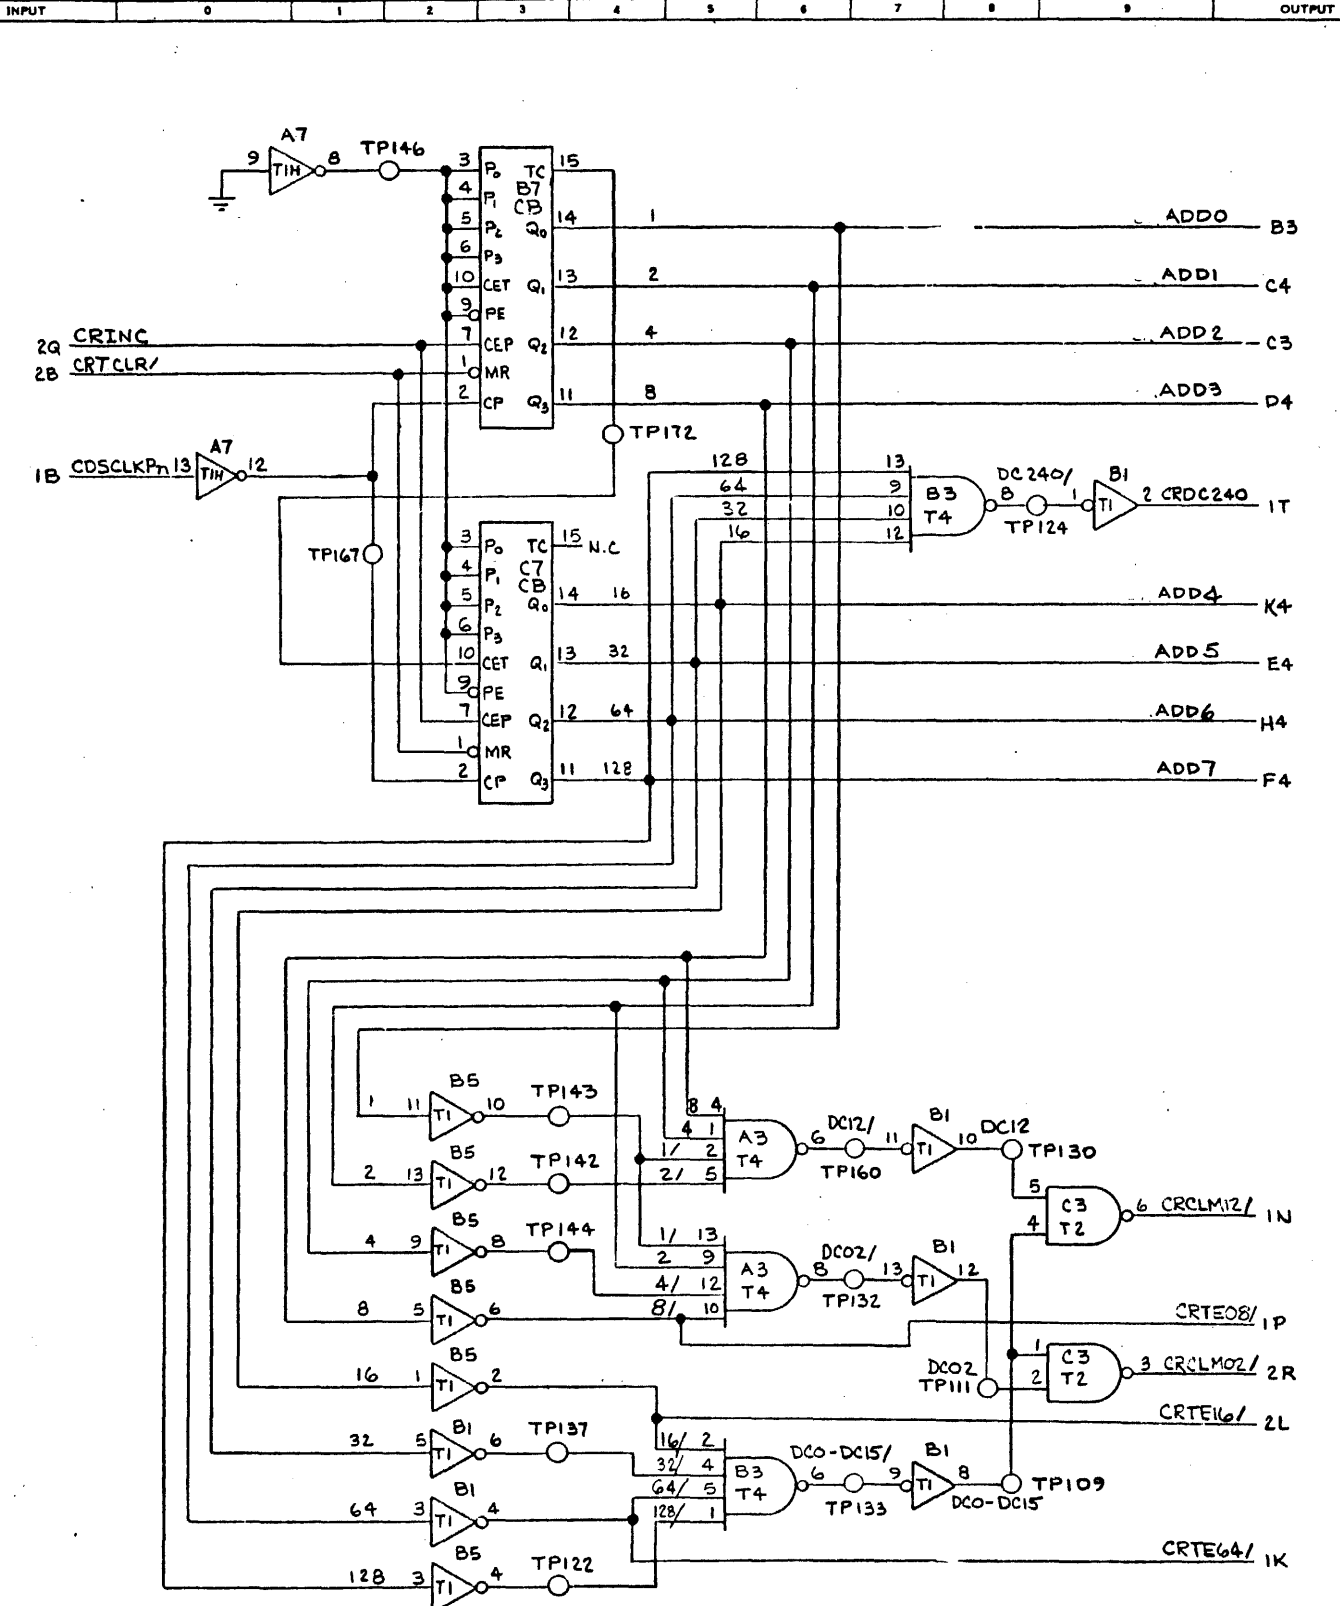 INPUT 0 1 2 3 4 5 6 7 8 9 OUTPUT
A7
9 TIH 8 TP146
3 P0 TC 15
B7
CB
4 P1
5 P2 Q0 14 1 ADD0 B3
6 P3
10 CET Q1 13 2 ADD1 C4
9 PE
2Q CRINC 7 CEP Q2 12 4 ADD2 C3
2B CRTCLR/ 1 MR
2 CP Q3 11 8 ADD3 D4
TP172
A7
1B CDSCLKPn 13 TIH 12
128 13
64 9
32 10
16 12
B3
T4
DC240/
8 TP124 1
B1
T1 2 CRDC240 1T
TP167
3 P0 TC 15 N.C
C7
CB
4 P1
5 P2 Q0 14 16 ADD4 K4
6 P3
10 CET Q1 13 32 ADD5 E4
9 PE
7 CEP Q2 12 64 ADD6 H4
1 MR
2 CP Q3 11 128 ADD7 F4
B5
1 11 T1 10 TP143
8 4
4 1
1/ 2
2/ 5
A3
T4
6 DC12/
TP160
11 B1
T1 10 DC12
TP130
B5
2 13 T1 12 TP142
5
4
C3
T2
6 CRCLM12/ 1N
B5
4 9 T1 8 TP144
1/ 13
2 9
4/ 12
8/ 10
A3
T4
8 DC02/
TP132
13 B1
T1 12
B5
8 5 T1 6
CRTE08/ 1P
B5
16 1 T1 2
DC02
TP111
1
2
C3
T2
3 CRCLM02/ 2R
CRTE16/ 2L
B1
32 5 T1 6 TP137
16/ 2
32/ 4
64/ 5
128/ 1
B3
T4
6 DC0-DC15/
TP133
9 B1
T1 8
DC0-DC15
TP109
B1
64 3 T1 4
CRTE64/ 1K
B5
128 3 T1 4 TP122